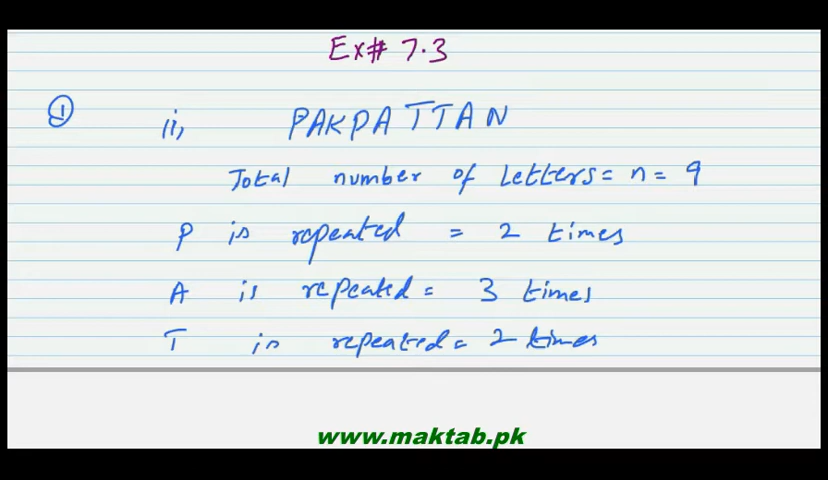 Ex# 7.3
① ii, PAKPATTAN
Total number of Letters = n = 9
P is repeated = 2 times
A is repeated = 3 times
T is repeated = 2 times
www.maktab.pk